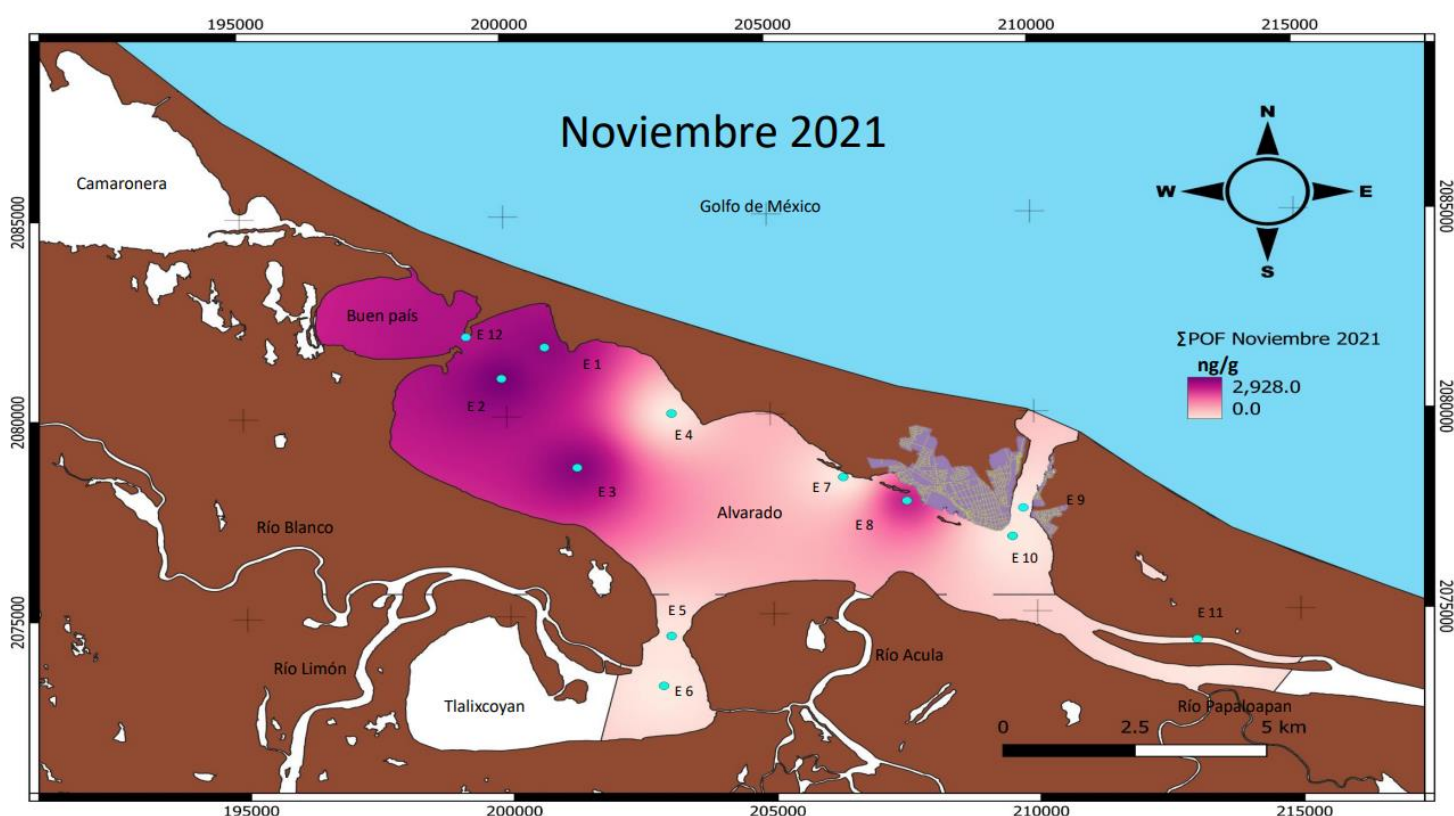 195000
200000
205000
210000
215000
Noviembre 2021
N
W
E
S
Camaronera
Golfo de México
2085000
2085000
Buen país
E 12
E 1
ΣPOF Noviembre 2021
ng/g
2,928.0
0.0
E 2
2080000
2080000
E 4
E 3
E 7
E 8
E 9
Alvarado
Río Blanco
E 10
E 5
E 11
2075000
2075000
Río Limón
Río Acula
E 6
Tlalixcoyan
Río Papaloapan
0
2.5
5 km
195000
200000
205000
210000
215000